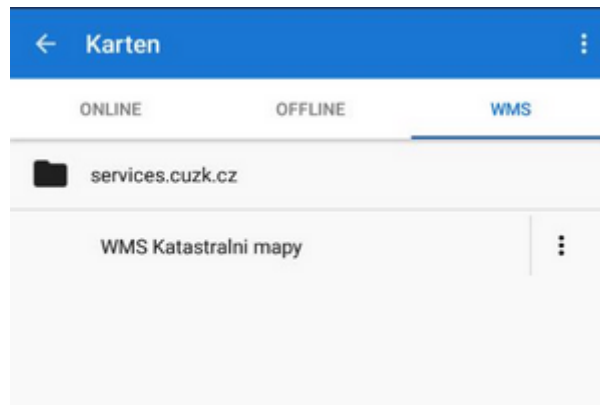 Karten
ONLINE OFFLINE WMS
services.cuzk.cz
WMS Katastralni mapy